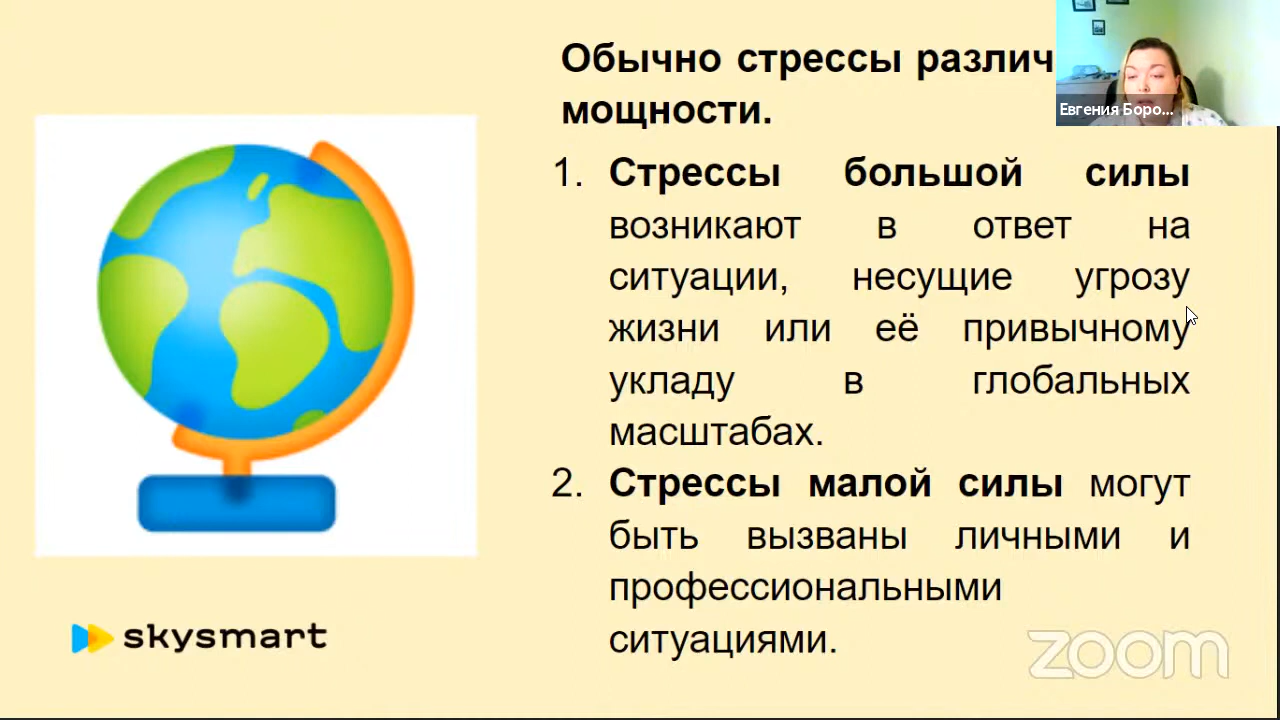 Обычно стрессы различ
мощности.
Евгения Боро...
1. Стрессы большой силы
возникают в ответ на
ситуации, несущие угрозу
жизни или её привычному
укладу в глобальных
масштабах.
2. Стрессы малой силы могут
быть вызваны личными и
профессиональными
ситуациями.
skysmart
zoom